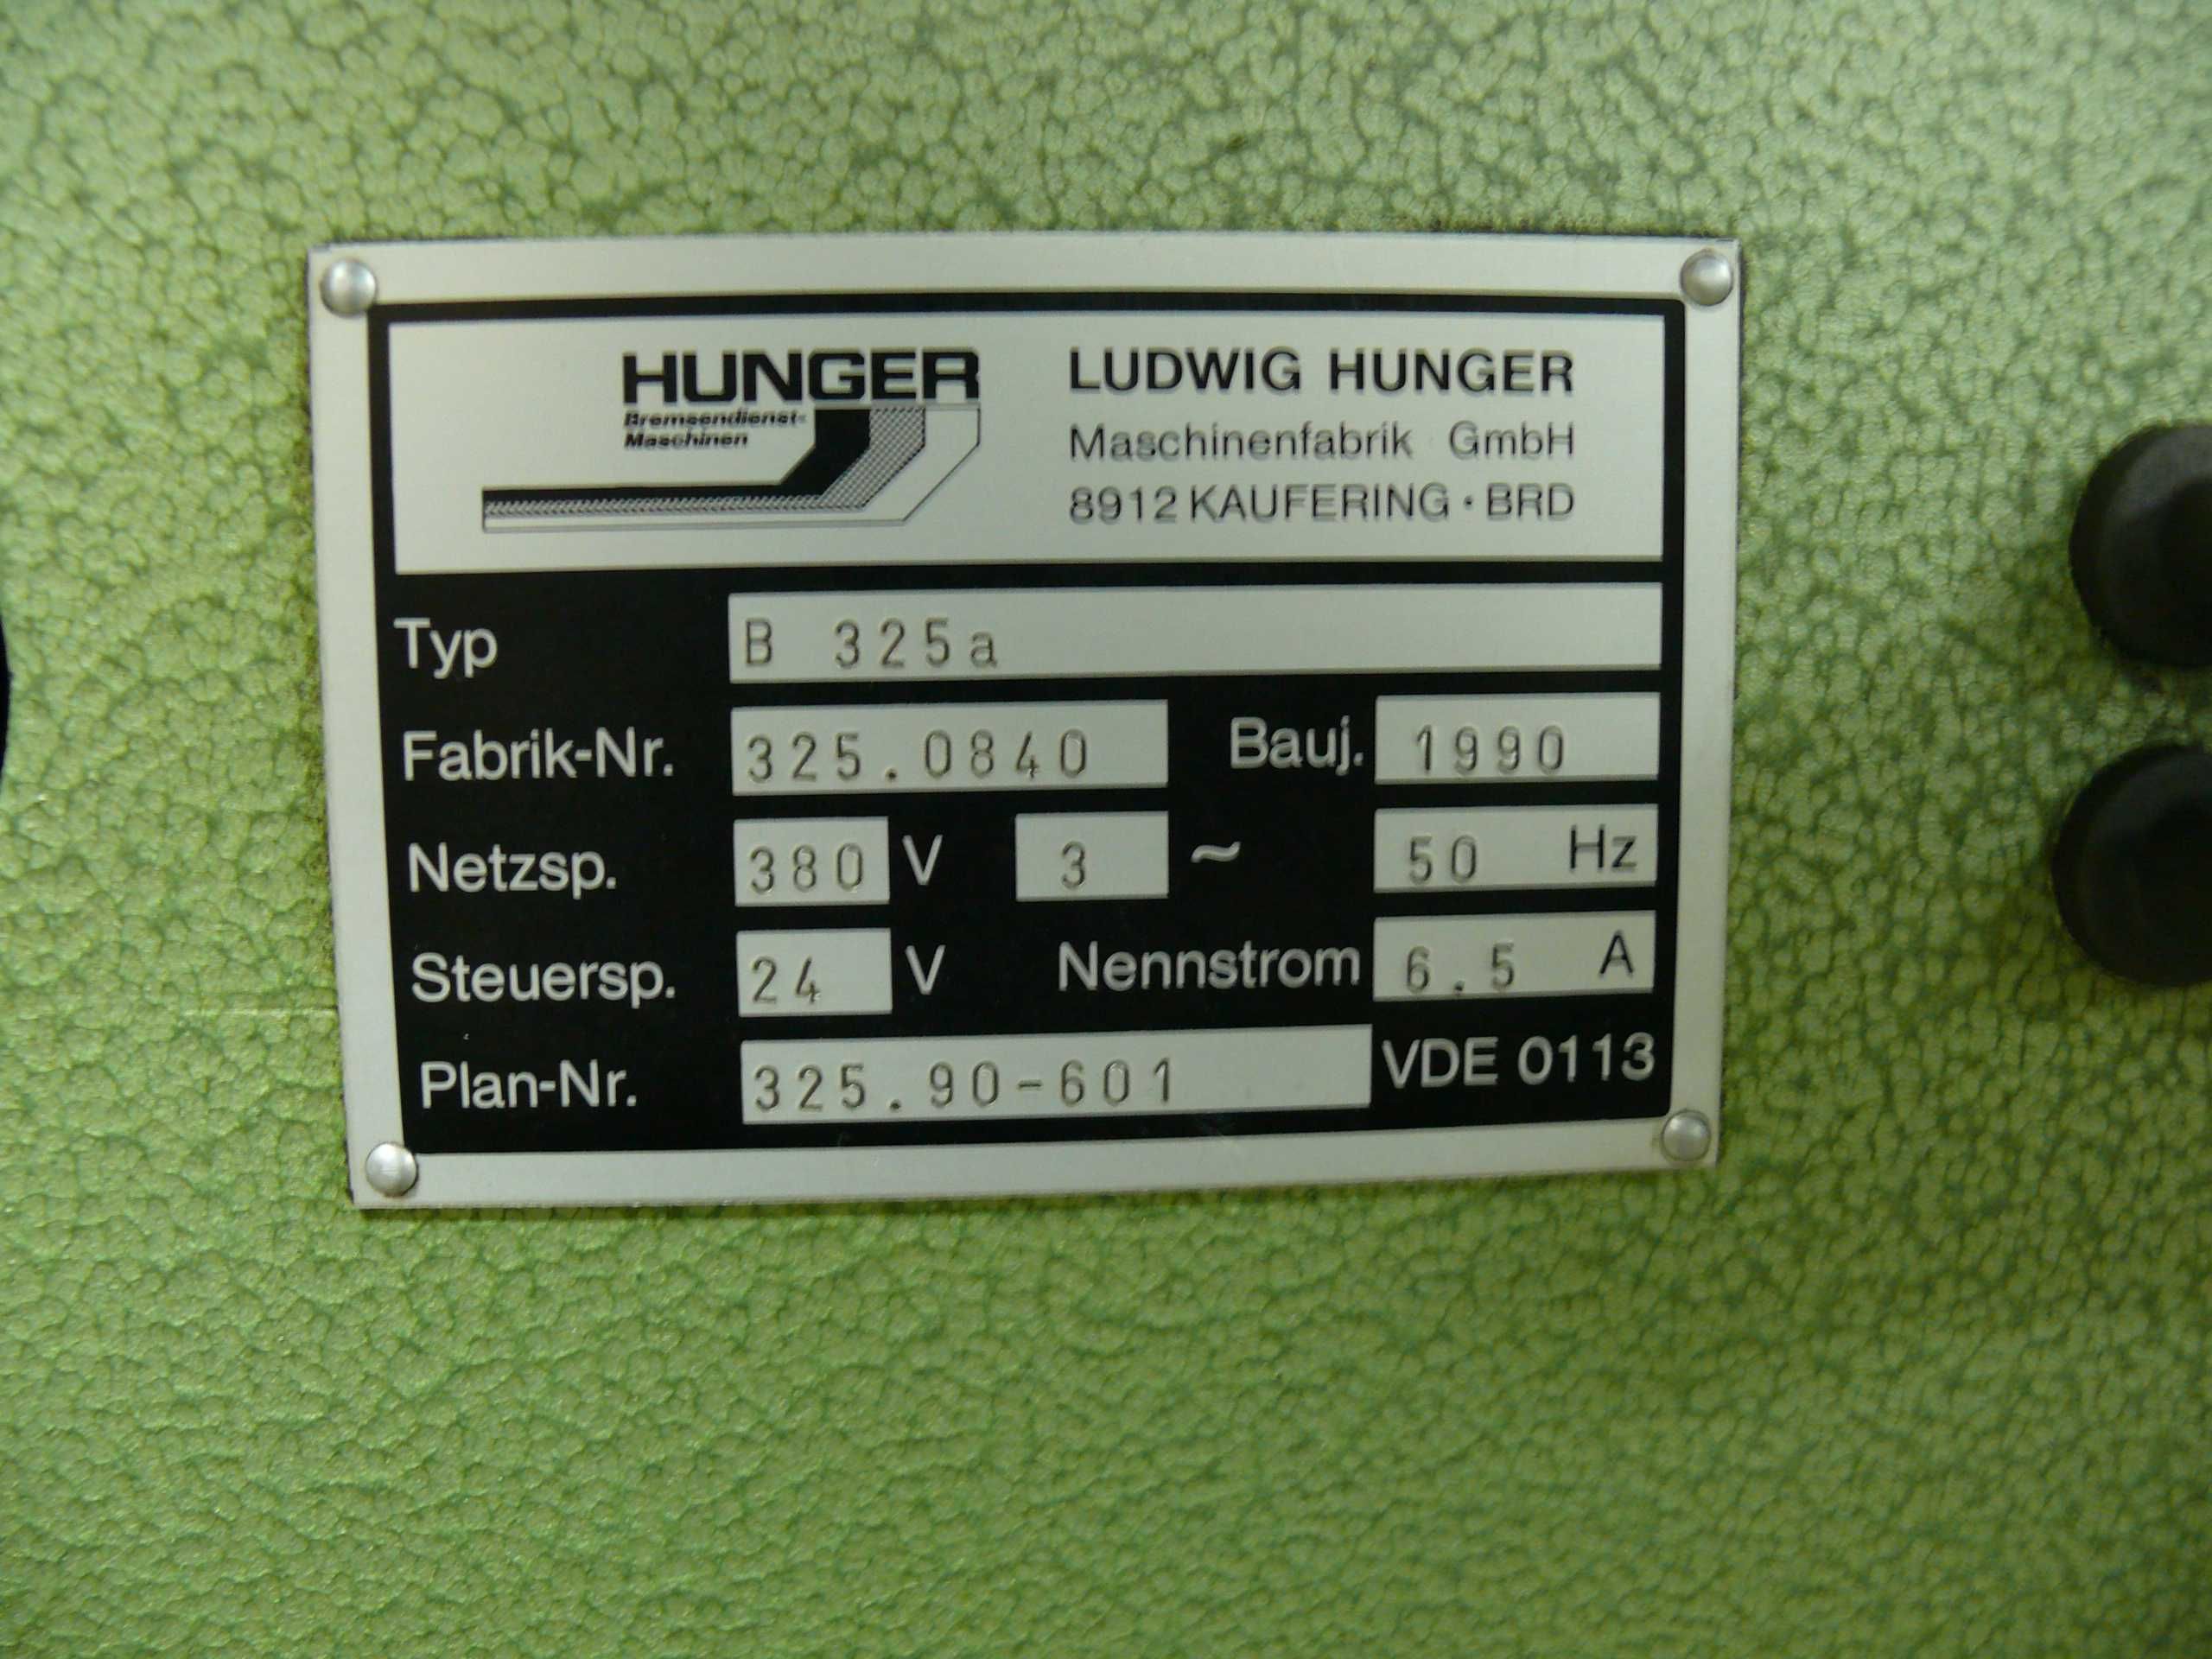 HUNGER
Bremsendienst-
Maschinen
LUDWIG HUNGER
Maschinenfabrik GmbH
8912 KAUFERING · BRD
Typ B 325a
Fabrik-Nr. 325.0840 Bauj. 1990
Netzsp. 380 V 3 ~ 50 Hz
Steuersp. 24 V Nennstrom 6.5 A
Plan-Nr. 325.90-601 VDE 0113